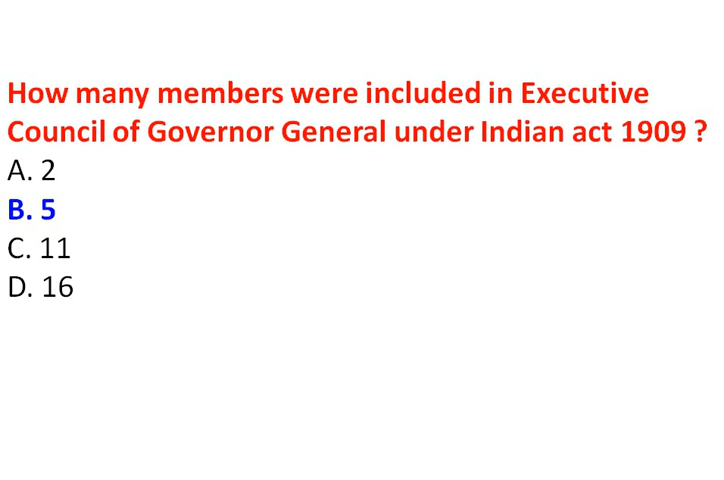 How many members were included in Executive
Council of Governor General under Indian act 1909 ?
A. 2
B. 5
C. 11
D. 16